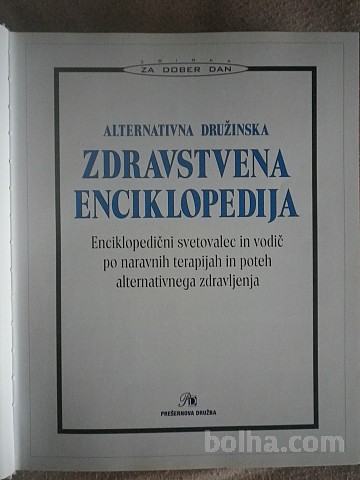 ZBIRKA
ZA DOBER DAN
ALTERNATIVNA DRUŽINSKA
ZDRAVSTVENA
ENCIKLOPEDIJA
Enciklopedični svetovalec in vodič
po naravnih terapijah in poteh
alternativnega zdravljenja
PD
PREŠERNOVA DRUŽBA
bolha.com